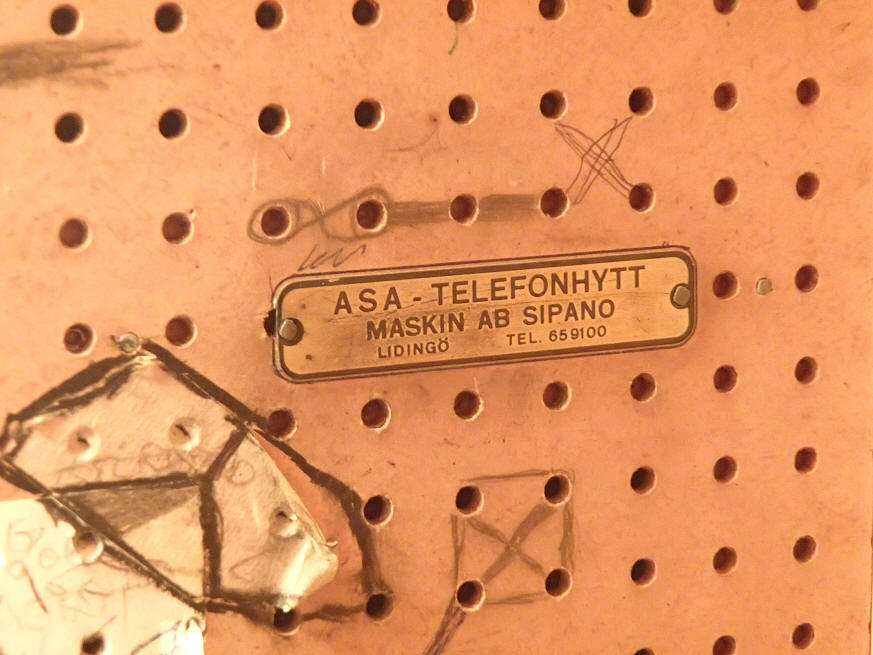 ASA - TELEFONHYTT
MASKIN AB SIPANO
LIDINGÖ TEL. 659100